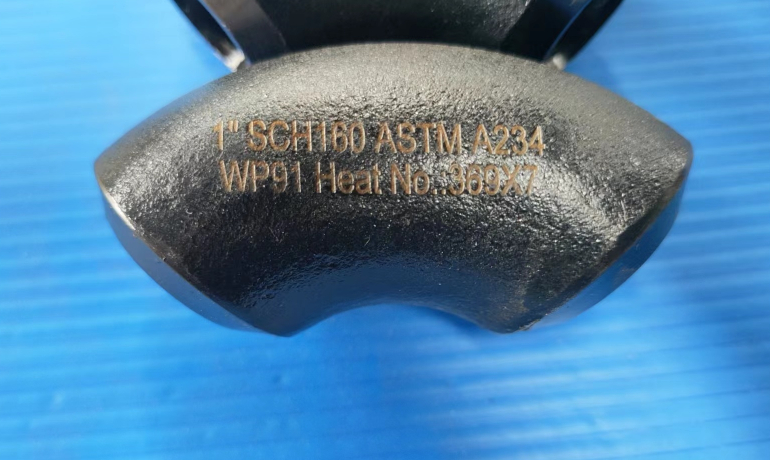 1" SCH160 ASTM A234
WP91 Heat No.:369X7